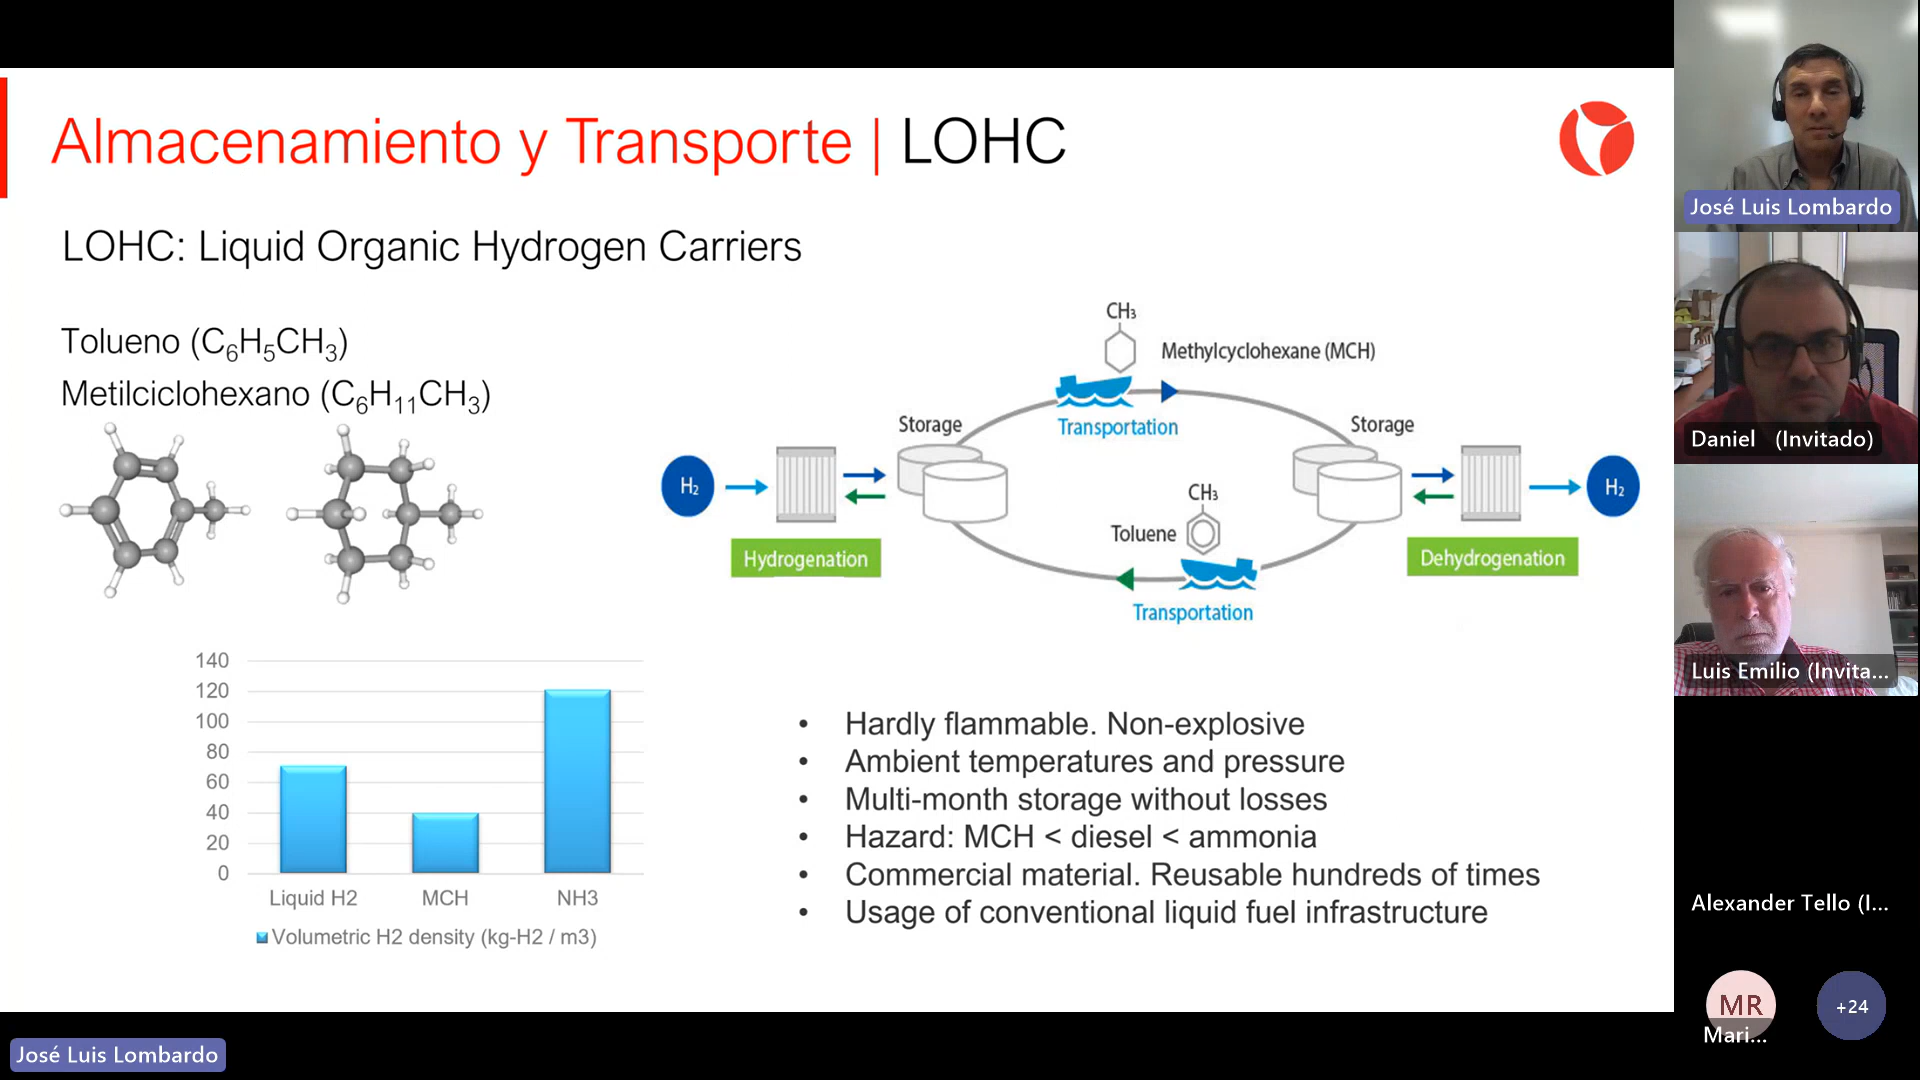 Almacenamiento y Transporte | LOHC
LOHC: Liquid Organic Hydrogen Carriers
Tolueno (C₆H₅CH₃)
Metilciclohexano (C₆H₁₁CH₃)
CH₃
Methylcyclohexane (MCH)
Transportation
Storage
Storage
H₂
H₂
CH₃
Toluene
Hydrogenation
Dehydrogenation
Transportation
140
120
100
80
60
40
20
0
Liquid H2 MCH NH3
Volumetric H2 density (kg-H2 / m3)
• Hardly flammable. Non-explosive
• Ambient temperatures and pressure
• Multi-month storage without losses
• Hazard: MCH < diesel < ammonia
• Commercial material. Reusable hundreds of times
• Usage of conventional liquid fuel infrastructure
José Luis Lombardo
José Luis Lombardo
Daniel (Invitado)
Luis Emilio (Invita...
Alexander Tello (I...
MR
Mari...
+24